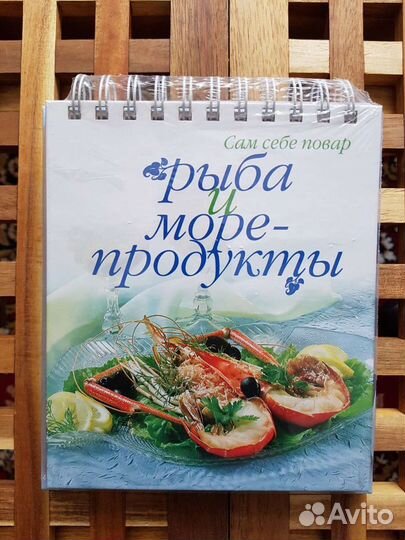 Сам себе повар
рыба
и
море-
продукты
Avito